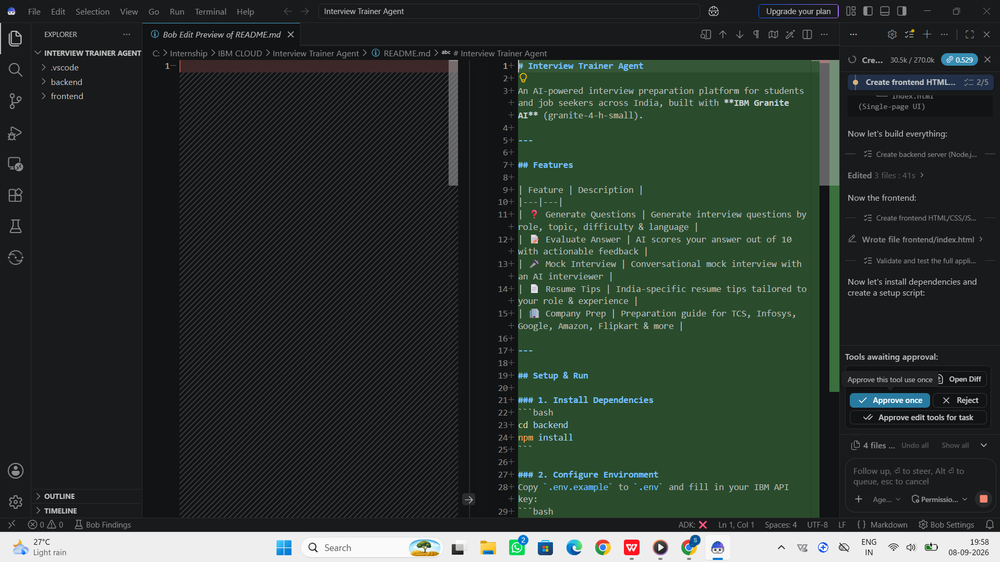 File Edit Selection View Go Run Terminal Help
Interview Trainer Agent
Upgrade your plan
EXPLORER
INTERVIEW TRAINER AGENT
.vscode
backend
frontend
OUTLINE
TIMELINE
Bob Edit Preview of README.md
C: > Internship > IBM CLOUD > Interview Trainer Agent > README.md > # Interview Trainer Agent
1-
1+ # Interview Trainer Agent
2+
3+ An AI-powered interview preparation platform for students
+ and job seekers across India, built with **IBM Granite
+ AI** (granite-4-h-small).
4+
5+ ---
6+
7+ ## Features
8+
9+ | Feature | Description |
10+ |---|---|
11+ | ❓ Generate Questions | Generate interview questions by
+ role, topic, difficulty & language |
12+ | 📝 Evaluate Answer | AI scores your answer out of 10
+ with actionable feedback |
13+ | 🎤 Mock Interview | Conversational mock interview with
+ an AI interviewer |
14+ | 📄 Resume Tips | India-specific resume tips tailored to
+ your role & experience |
15+ | 🏢 Company Prep | Preparation guide for TCS, Infosys,
+ Google, Amazon, Flipkart & more |
16+
17+ ---
18+
19+ ## Setup & Run
20+
21+ ### 1. Install Dependencies
22+ ```bash
23+ cd backend
24+ npm install
25+ ```
26+
27+ ### 2. Configure Environment
28+ Copy `.env.example` to `.env` and fill in your IBM API
+ key:
29+ ```bash
Cre... 30.5k / 270.0k 0.529
Create frontend HTML... 2/5
index.html
(Single-page UI)
Now let's build everything:
Create backend server (Node.j...
Edited 3 files : 41s >
Now the frontend:
Create frontend HTML/CSS/JS...
Wrote file frontend/index.html >
Validate and test the full appli...
Now let's install dependencies and
create a setup script:
Tools awaiting approval:
Approve this tool use once
Open Diff
Approve once
Reject
Approve edit tools for task
4 files ... Undo all Show all
Follow up, ⏎ to steer, Alt ⏎ to
queue, esc to cancel
Age... Permissio...
0 0 Bob Findings
ADK: ❌ Ln 1, Col 1 Spaces: 4 UTF-8 LF {} Markdown Bob Settings
27°C
Light rain
Search
2
S
ENG
IN
19:58
08-09-2026